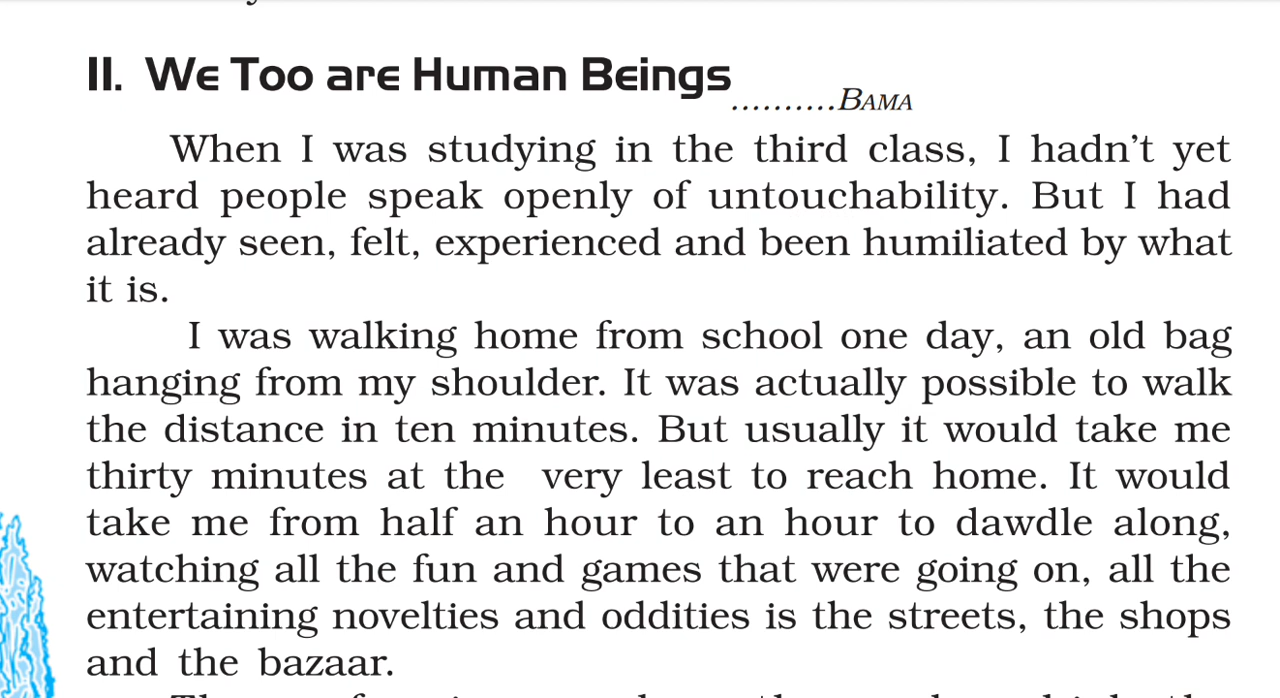 II. We Too are Human Beings
..........BAMA
When I was studying in the third class, I hadn't yet
heard people speak openly of untouchability. But I had
already seen, felt, experienced and been humiliated by what
it is.
I was walking home from school one day, an old bag
hanging from my shoulder. It was actually possible to walk
the distance in ten minutes. But usually it would take me
thirty minutes at the very least to reach home. It would
take me from half an hour to an hour to dawdle along,
watching all the fun and games that were going on, all the
entertaining novelties and oddities is the streets, the shops
and the bazaar.